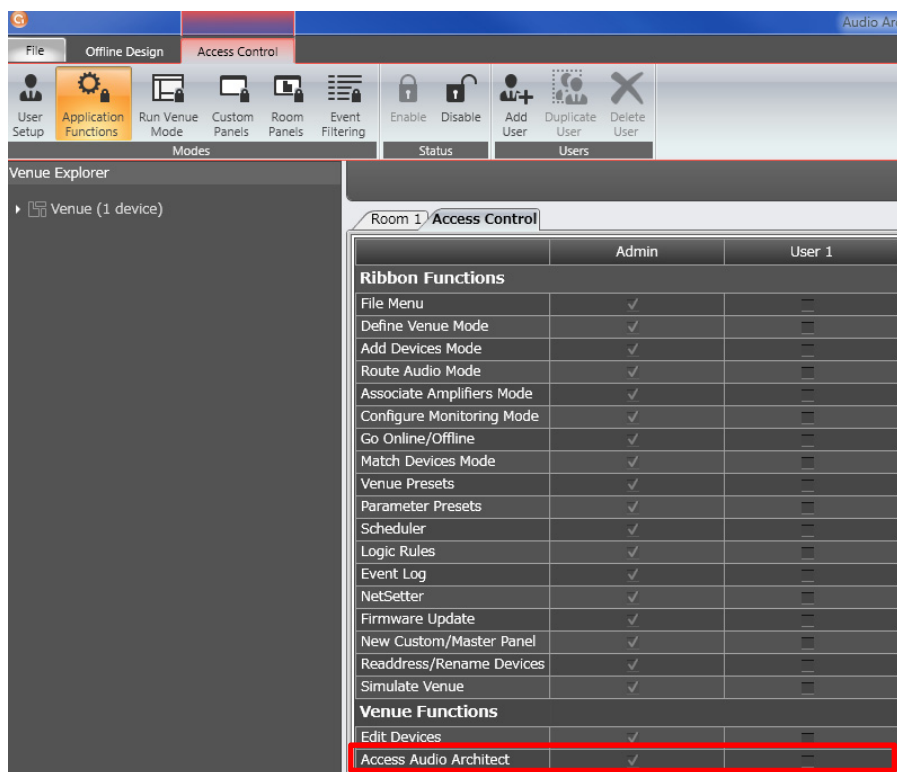 Audio Ar
File Offline Design Access Control
User Setup Application Functions Run Venue Mode Custom Panels Room Panels Event Filtering Enable Disable Add User Duplicate User Delete User
Modes Status Users
Venue Explorer
Venue (1 device)
Room 1 Access Control
Admin User 1
Ribbon Functions
File Menu
Define Venue Mode
Add Devices Mode
Route Audio Mode
Associate Amplifiers Mode
Configure Monitoring Mode
Go Online/Offline
Match Devices Mode
Venue Presets
Parameter Presets
Scheduler
Logic Rules
Event Log
NetSetter
Firmware Update
New Custom/Master Panel
Readdress/Rename Devices
Simulate Venue
Venue Functions
Edit Devices
Access Audio Architect